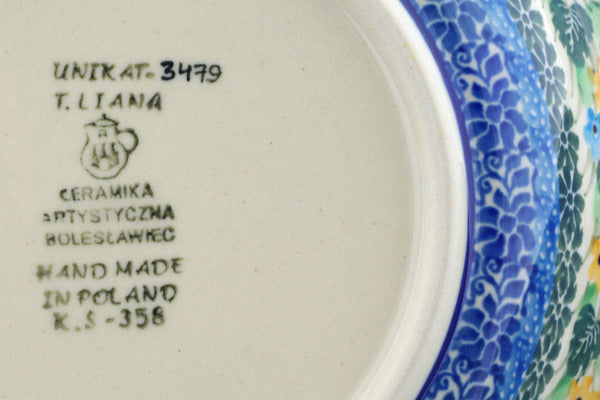 UNIKAT- 3479
T. LIANA
CERAMIKA
ARTYSTYCZNA
BOLESŁAWIEC
HAND MADE
IN POLAND
K.S-358